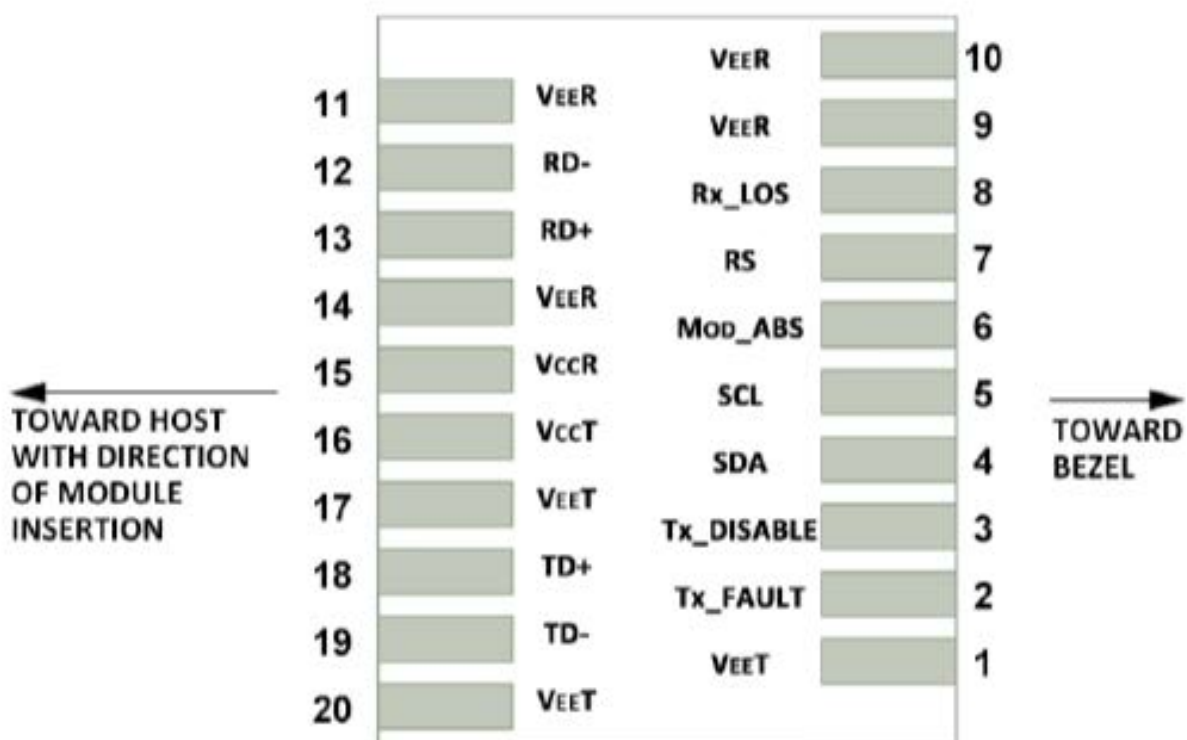 VEER 10
11 VEER
VEER 9
12 RD-
Rx_LOS 8
13 RD+
RS 7
14 VEER
MOD_ABS 6
15 VCCR
SCL 5
16 VCCT
SDA 4
17 VEET
Tx_DISABLE 3
18 TD+
Tx_FAULT 2
19 TD-
VEET 1
20 VEET
TOWARD HOST
WITH DIRECTION
OF MODULE
INSERTION
TOWARD
BEZEL